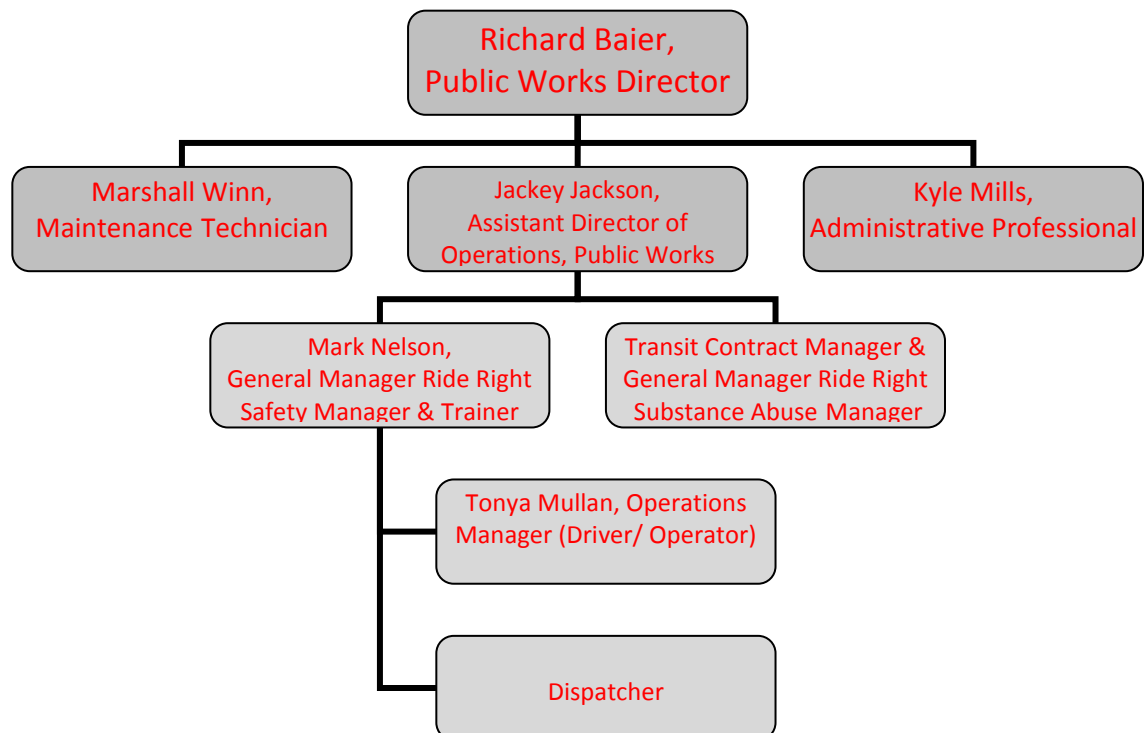 Richard Baier,
Public Works Director
Marshall Winn,
Maintenance Technician
Jackey Jackson,
Assistant Director of
Operations, Public Works
Kyle Mills,
Administrative Professional
Mark Nelson,
General Manager Ride Right
Safety Manager & Trainer
Transit Contract Manager &
General Manager Ride Right
Substance Abuse Manager
Tonya Mullan, Operations
Manager (Driver/ Operator)
Dispatcher